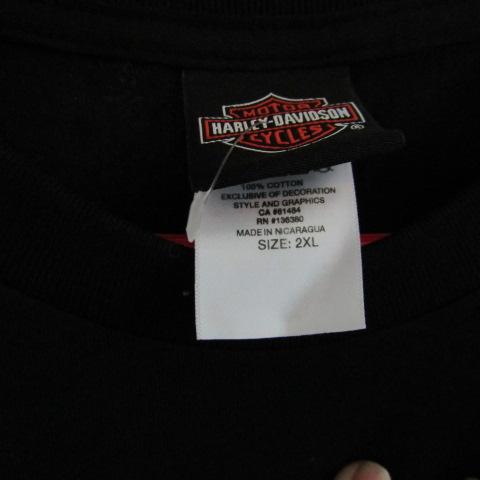 MOTOR
HARLEY-DAVIDSON
CYCLES
®
100% COTTON
EXCLUSIVE OF DECORATION
STYLE AND GRAPHICS
CA #61484
RN #136380
MADE IN NICARAGUA
SIZE: 2XL